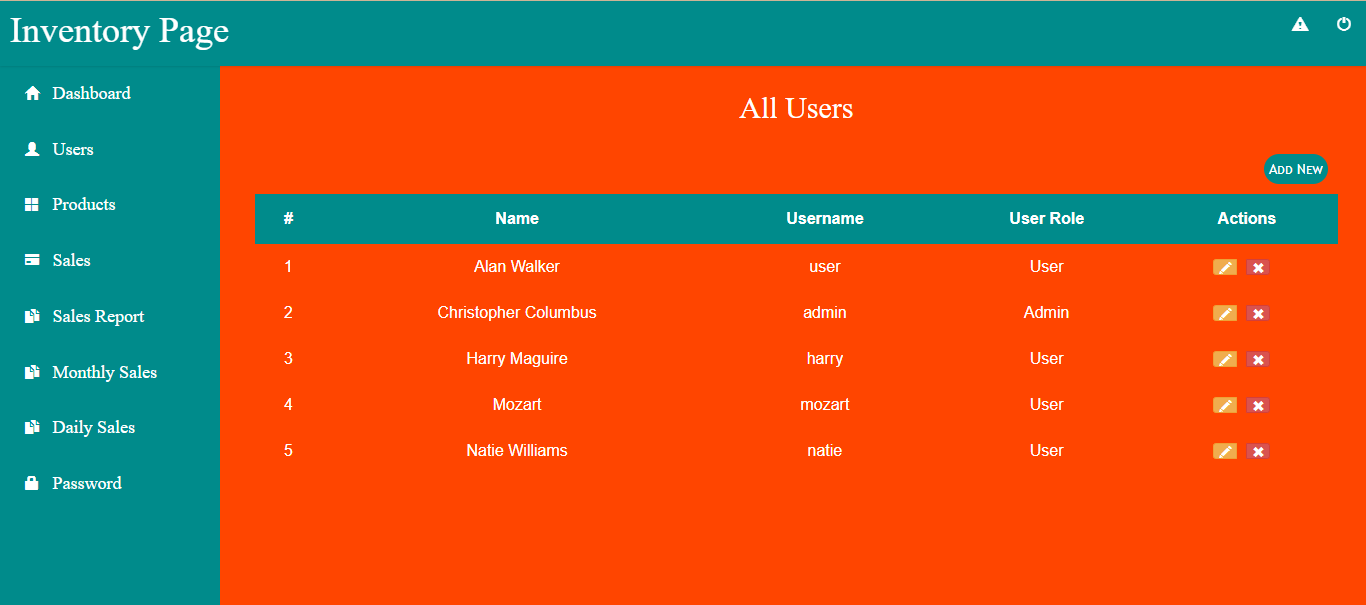 Inventory Page
Dashboard
Users
Products
Sales
Sales Report
Monthly Sales
Daily Sales
Password
All Users
Add New
# Name Username User Role Actions
1 Alan Walker user User
2 Christopher Columbus admin Admin
3 Harry Maguire harry User
4 Mozart mozart User
5 Natie Williams natie User